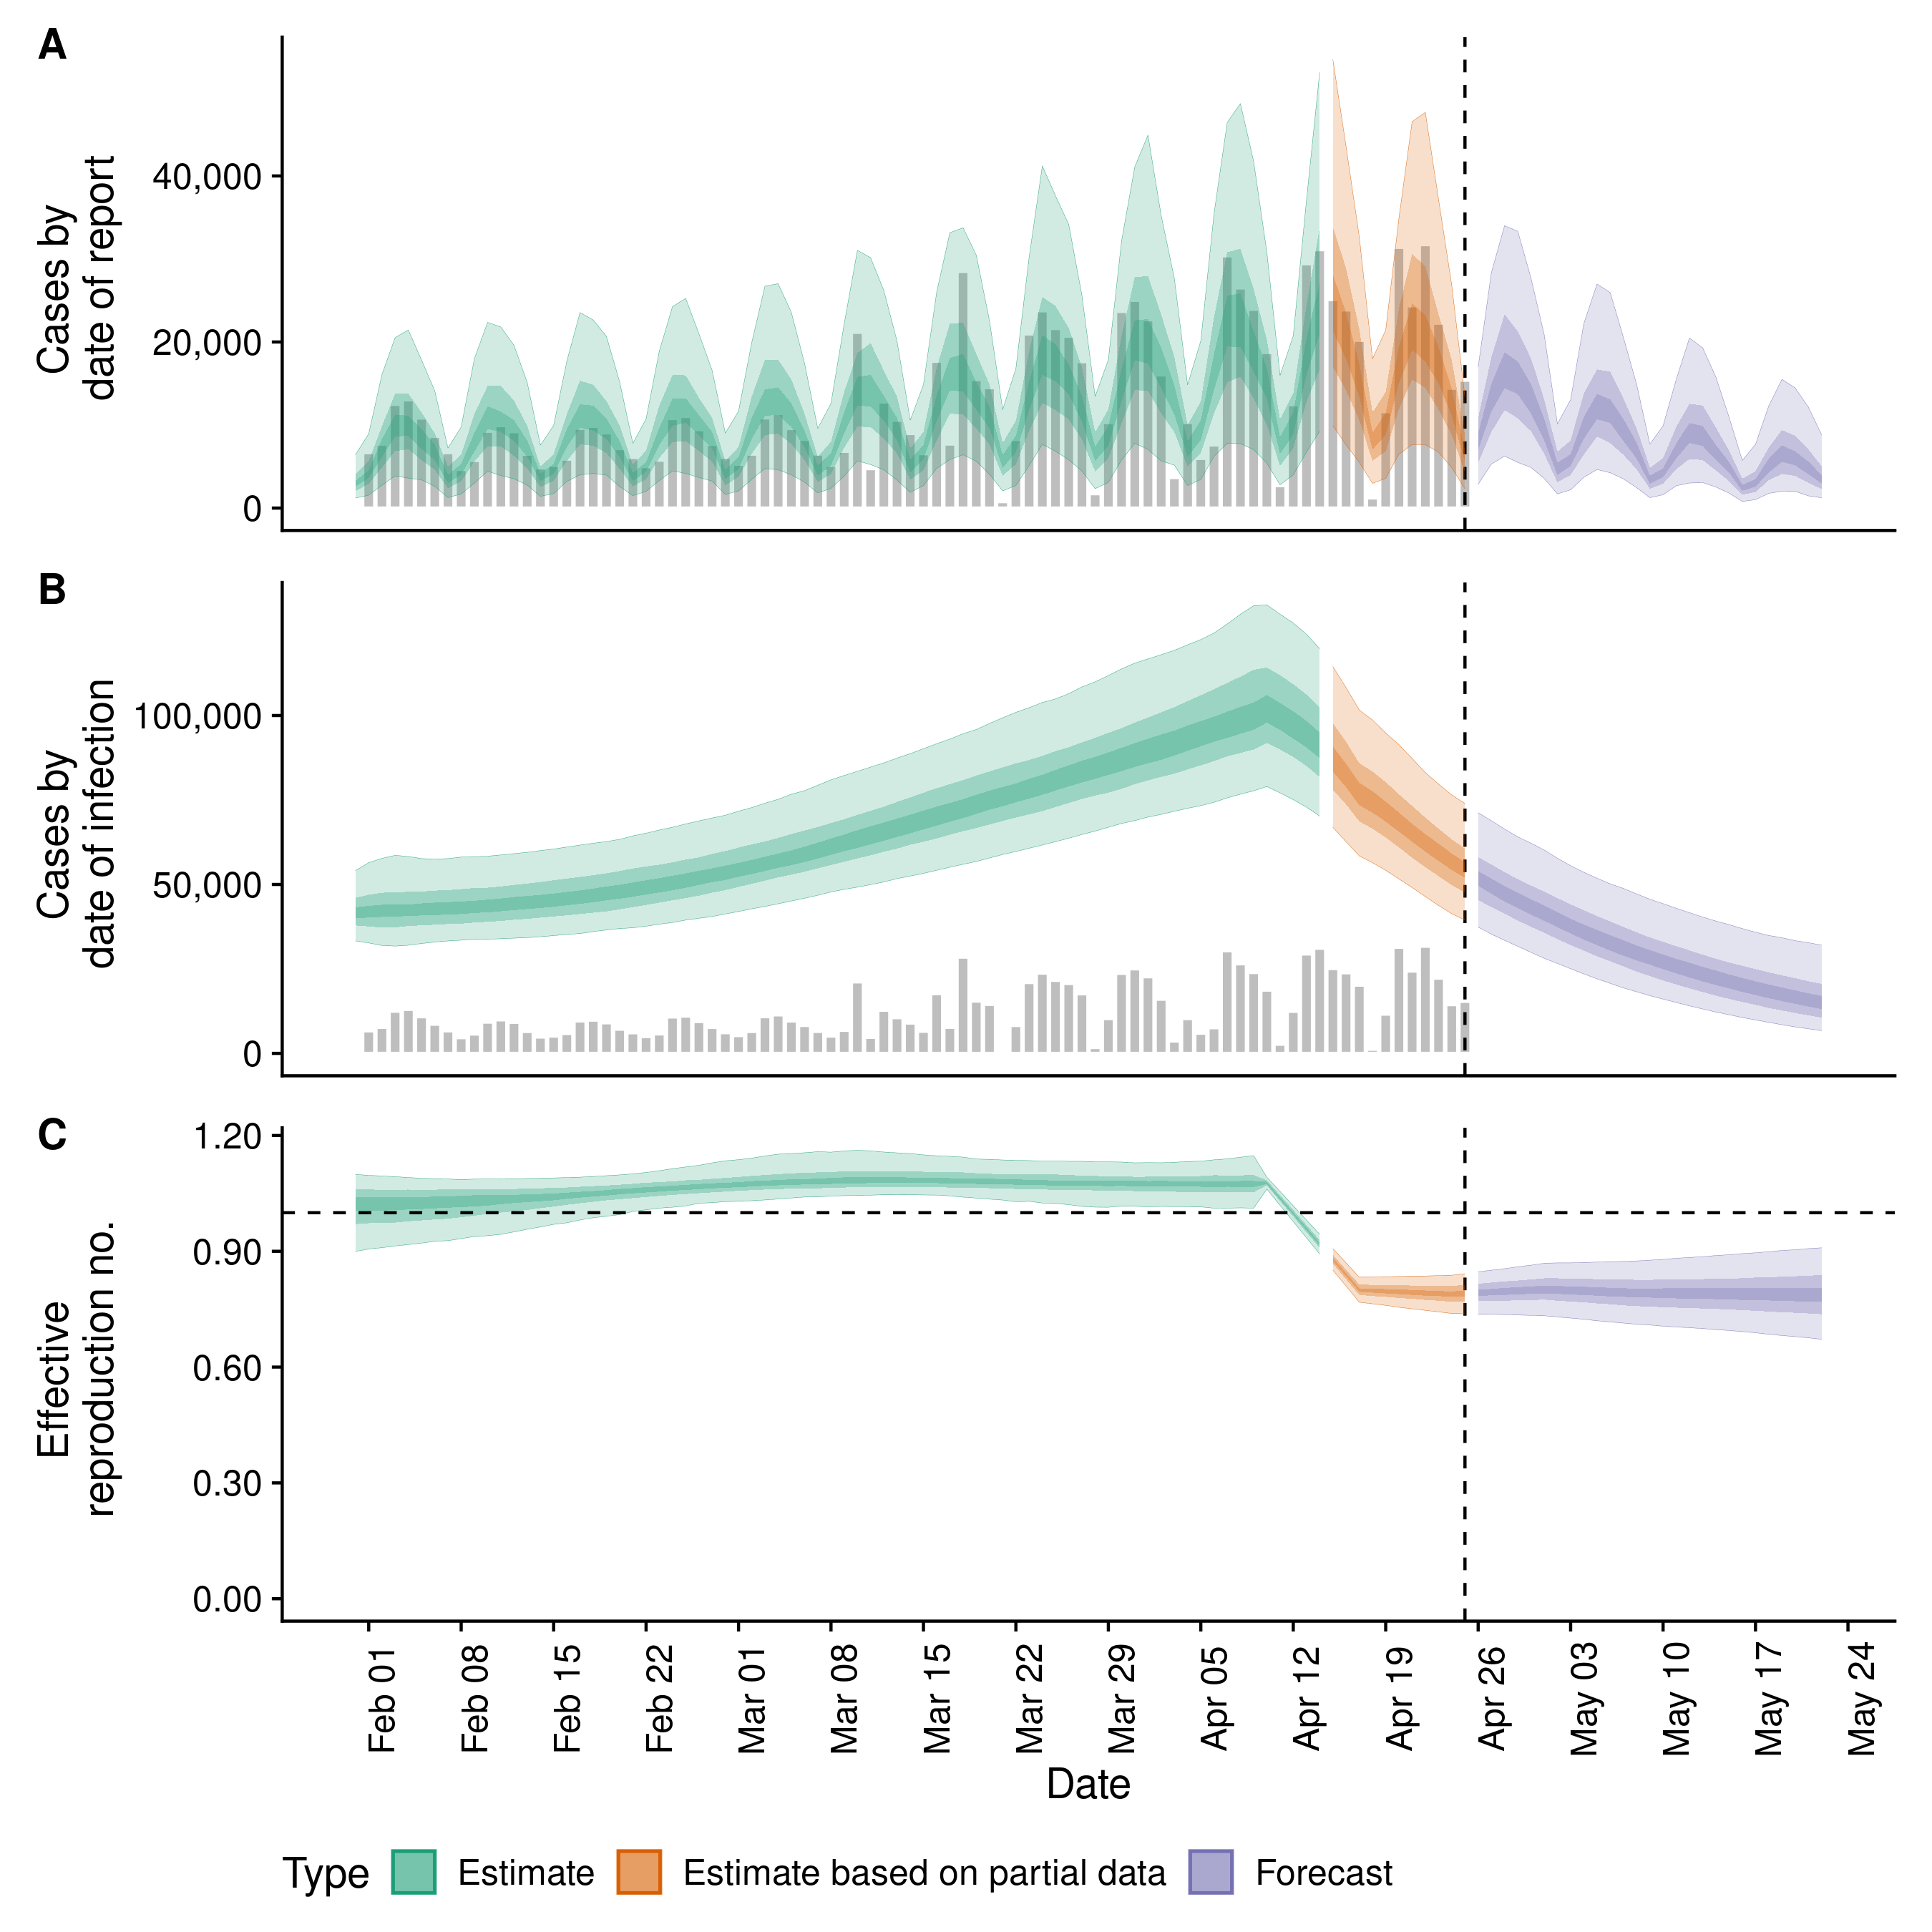 A
Cases by
date of report
40,000
20,000
0
B
Cases by
date of infection
100,000
50,000
0
C
Effective
reproduction no.
1.20
0.90
0.60
0.30
0.00
Feb 01
Feb 08
Feb 15
Feb 22
Mar 01
Mar 08
Mar 15
Mar 22
Mar 29
Apr 05
Apr 12
Apr 19
Apr 26
May 03
May 10
May 17
May 24
Date
Type Estimate Estimate based on partial data Forecast